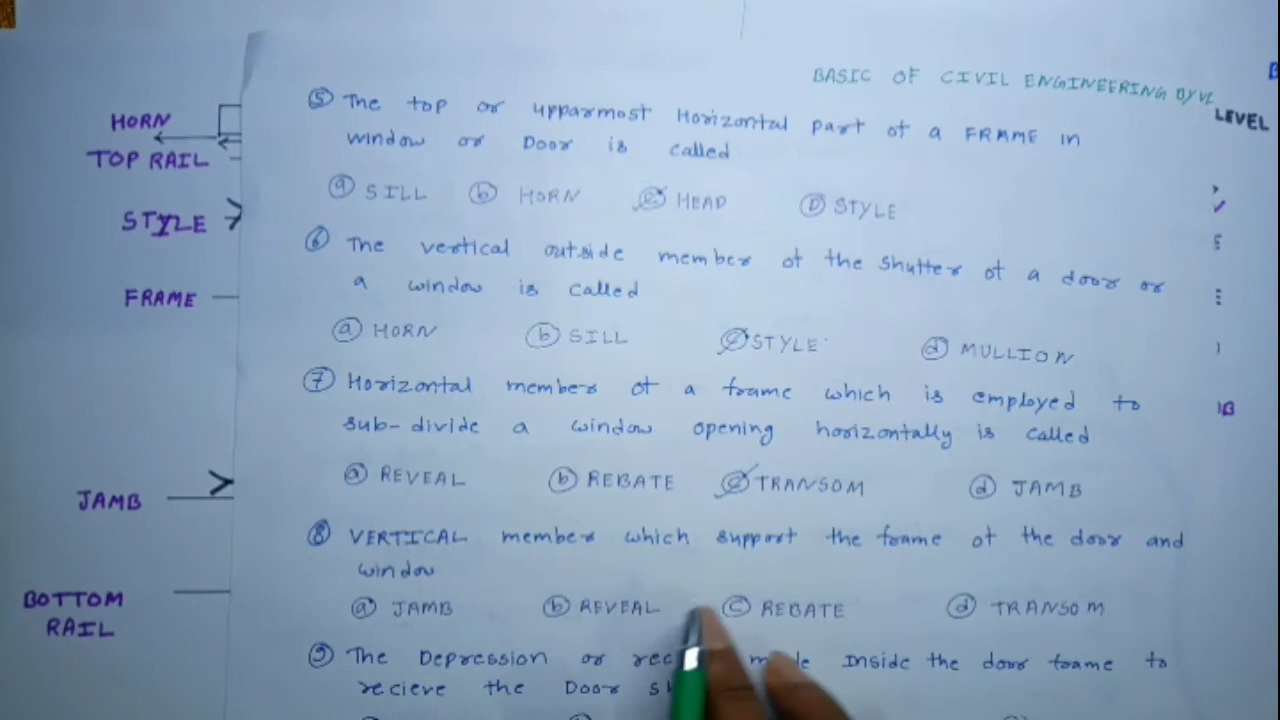 BASIC OF CIVIL ENGINEERING BY VL
LEVEL
HORN
TOP RAIL
STYLE
FRAME
JAMB
BOTTOM
RAIL
5 The top or upparmost Horizontal part of a FRAME in
window or Door is called
a SILL b HORN c HEAD D STYLE
6 The vertical outside member of the shutter of a door or
a window is called
a HORN b SILL c STYLE d MULLION
7 Horizontal member of a frame which is employed to
sub-divide a window opening horizontally is called
a REVEAL b REBATE c TRANSOM d JAMB
8 VERTICAL member which support the frame of the door and
window
a JAMB b REVEAL c REBATE d TRANSOM
9 The Depression or inside the door frame to
recieve the Door